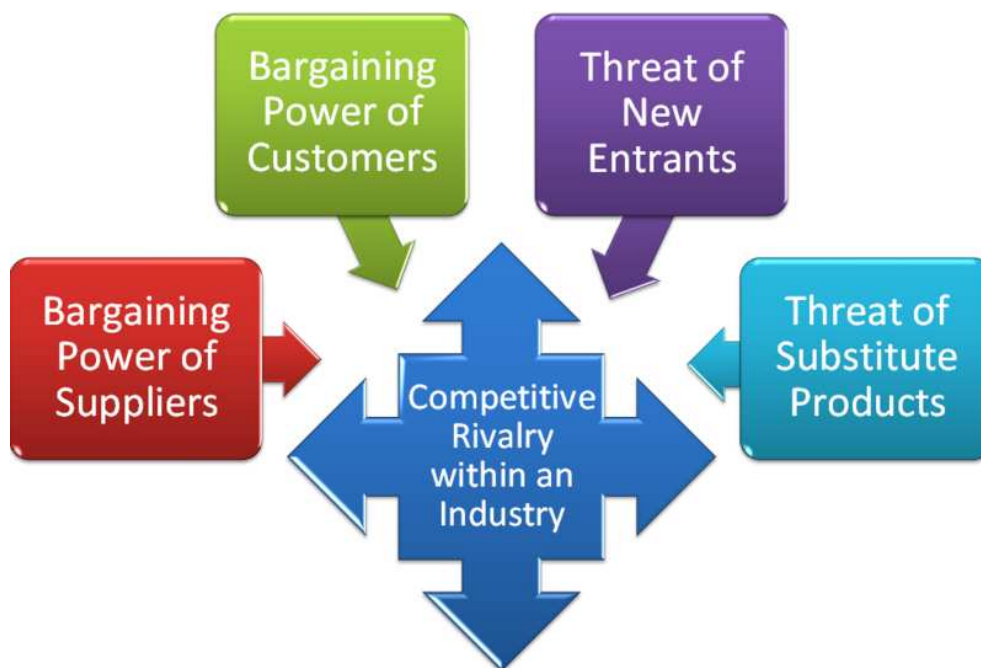 Bargaining
Power of
Customers
Threat of
New
Entrants
Bargaining
Power of
Suppliers
Threat of
Substitute
Products
Competitive
Rivalry
within an
Industry